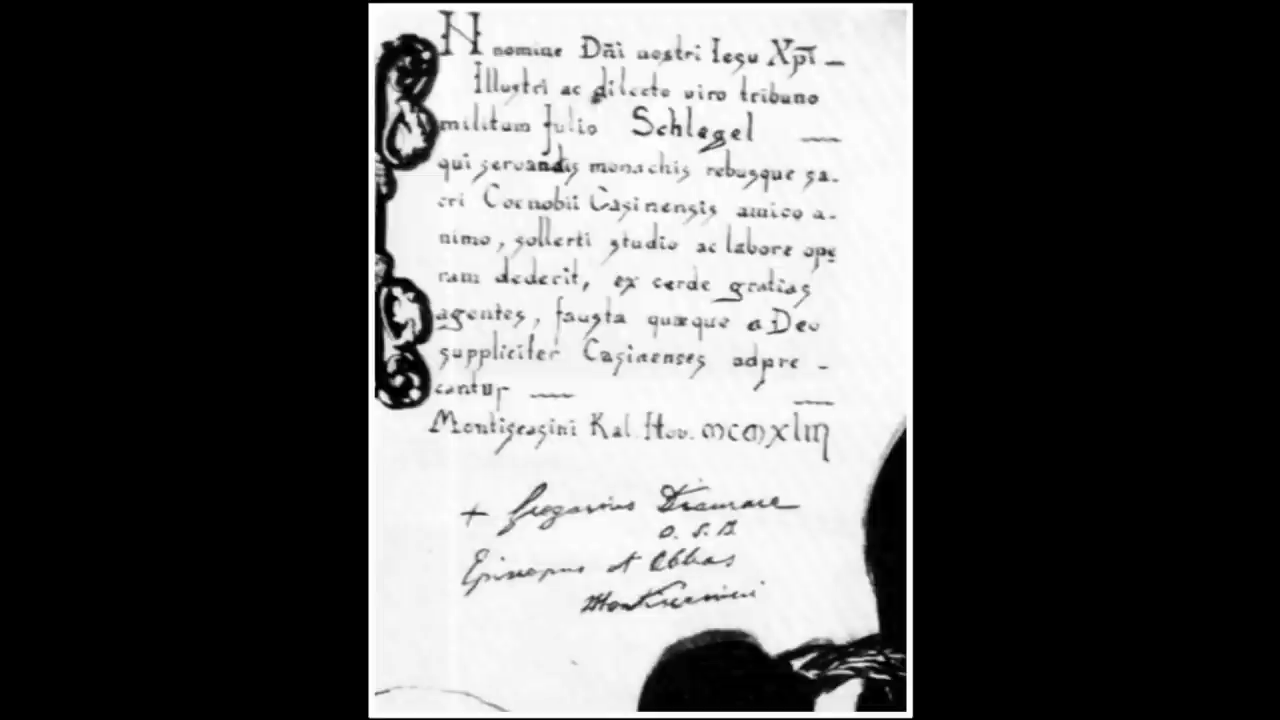 N nomine Dñi nostri Iesu Xpi —
Illustri ac dilecto viro tribuno
militum Julio Schlegel
qui servandis monachis rebusque sa-
cri Coenobii Casinensis amico a-
nimo, sollerti studio ac labore ope
ram dederit, ex corde gratias
agentes, fausta quæque a Deo
suppliciter Casinenses adpre-
cantur
Montiscasini Kal. Nov. MCMXLIII
+ Gregorius Diamare
O. S. B
Episcopus et Abbas
Montiscasini